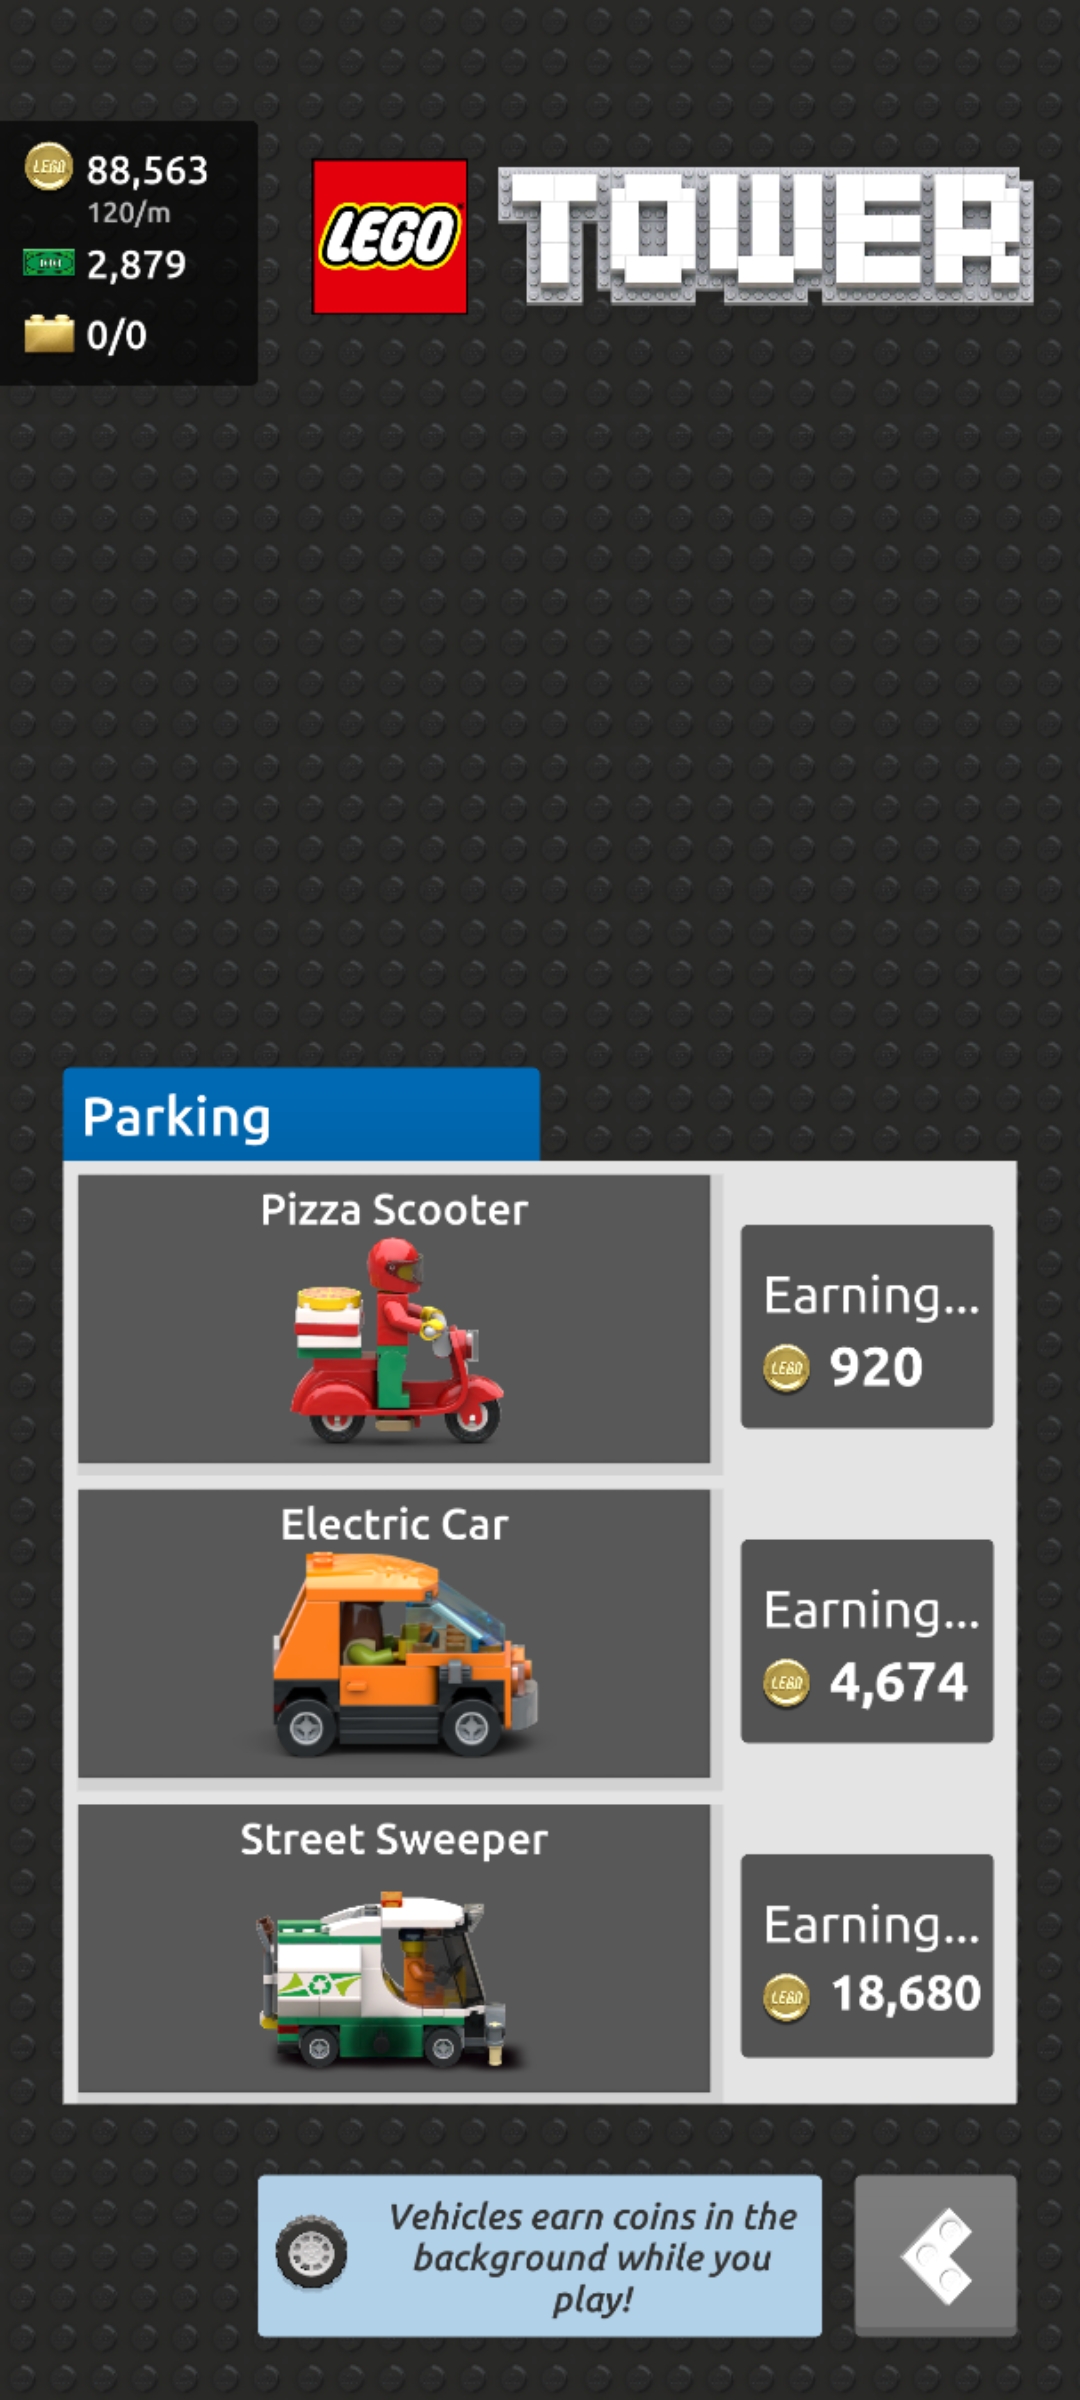 88,563
120/m
2,879
0/0
LEGO TOWER
Parking
Pizza Scooter
Earning...
920
Electric Car
Earning...
4,674
Street Sweeper
Earning...
18,680
Vehicles earn coins in the
background while you
play!